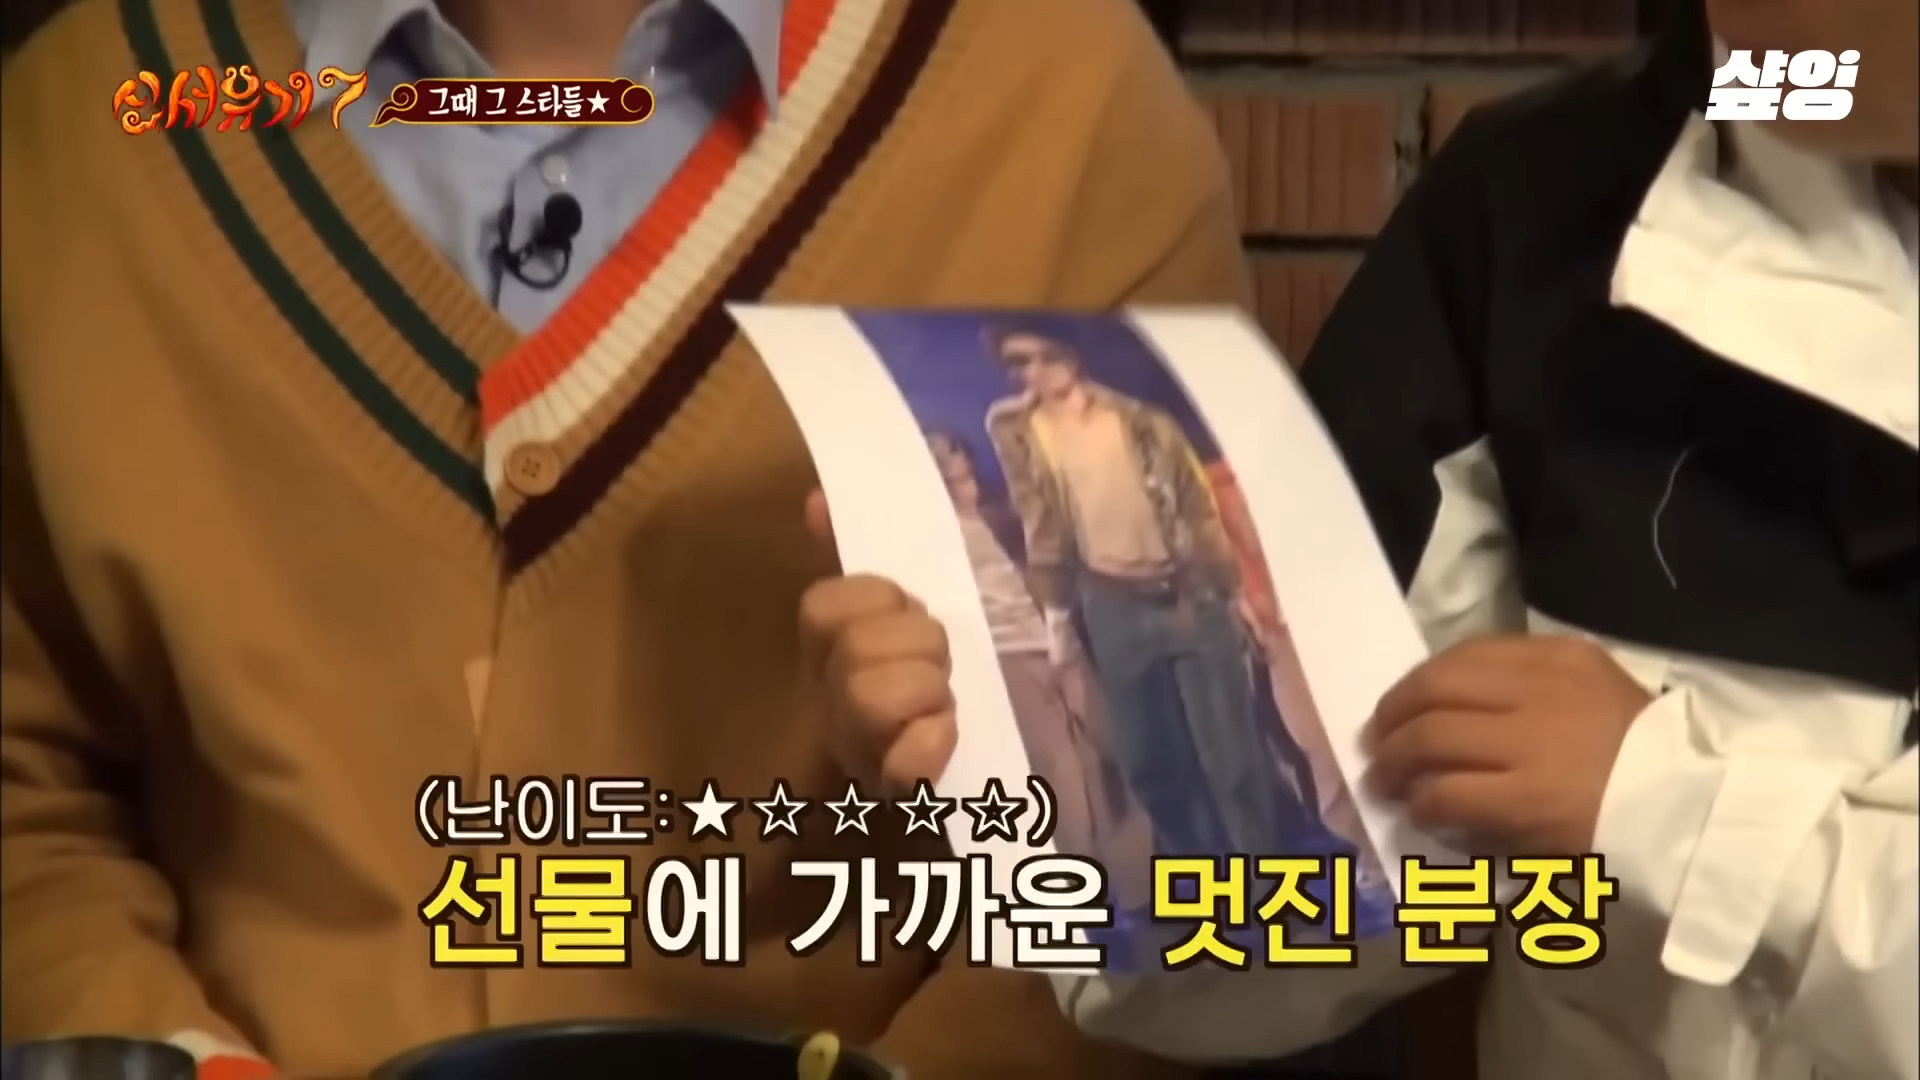 신서유기7
그때 그 스타들★
샾잉
(난이도:★☆☆☆☆)
선물에 가까운 멋진 분장